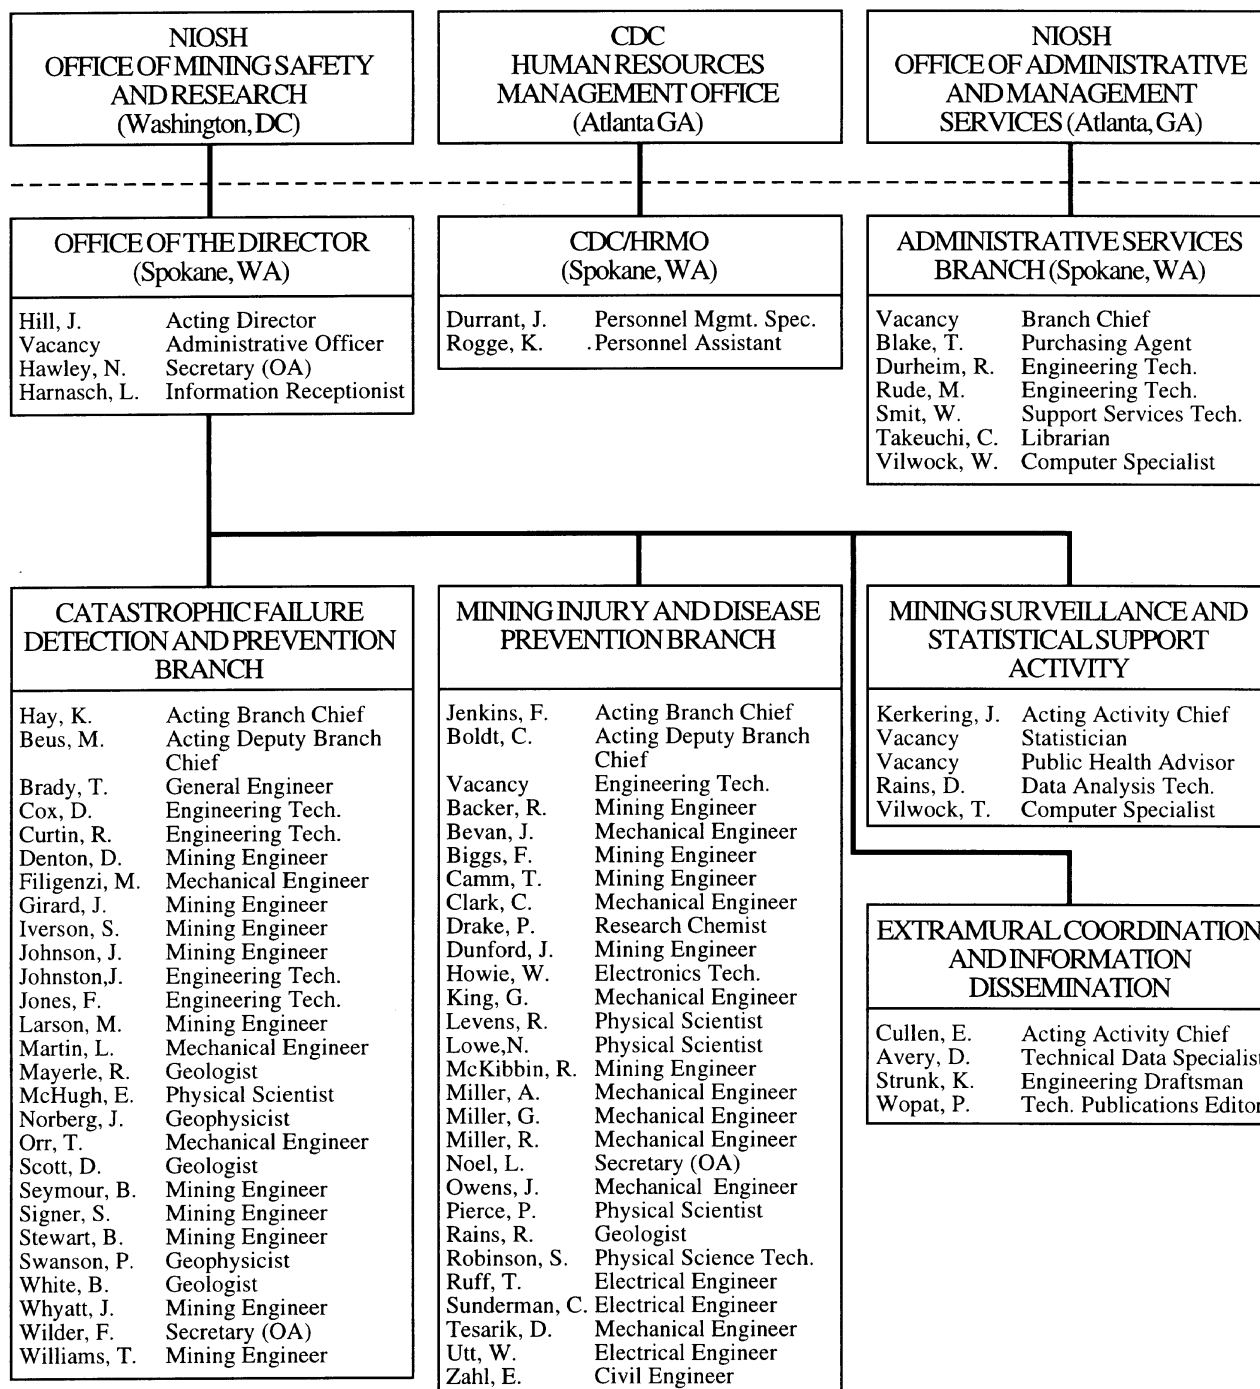 NIOSH
OFFICE OF MINING SAFETY
AND RESEARCH
(Washington, DC)
CDC
HUMAN RESOURCES
MANAGEMENT OFFICE
(Atlanta GA)
NIOSH
OFFICE OF ADMINISTRATIVE
AND MANAGEMENT
SERVICES (Atlanta, GA)
OFFICE OF THE DIRECTOR
(Spokane, WA)
Hill, J. Acting Director
Vacancy Administrative Officer
Hawley, N. Secretary (OA)
Harnasch, L. Information Receptionist
CDC/HRMO
(Spokane, WA)
Durrant, J. Personnel Mgmt. Spec.
Rogge, K. .Personnel Assistant
ADMINISTRATIVE SERVICES
BRANCH (Spokane, WA)
Vacancy Branch Chief
Blake, T. Purchasing Agent
Durheim, R. Engineering Tech.
Rude, M. Engineering Tech.
Smit, W. Support Services Tech.
Takeuchi, C. Librarian
Vilwock, W. Computer Specialist
CATASTROPHIC FAILURE
DETECTION AND PREVENTION
BRANCH
Hay, K. Acting Branch Chief
Beus, M. Acting Deputy Branch
Chief
Brady, T. General Engineer
Cox, D. Engineering Tech.
Curtin, R. Engineering Tech.
Denton, D. Mining Engineer
Filigenzi, M. Mechanical Engineer
Girard, J. Mining Engineer
Iverson, S. Mining Engineer
Johnson, J. Mining Engineer
Johnston,J. Engineering Tech.
Jones, F. Engineering Tech.
Larson, M. Mining Engineer
Martin, L. Mechanical Engineer
Mayerle, R. Geologist
McHugh, E. Physical Scientist
Norberg, J. Geophysicist
Orr, T. Mechanical Engineer
Scott, D. Geologist
Seymour, B. Mining Engineer
Signer, S. Mining Engineer
Stewart, B. Mining Engineer
Swanson, P. Geophysicist
White, B. Geologist
Whyatt, J. Mining Engineer
Wilder, F. Secretary (OA)
Williams, T. Mining Engineer
MINING INJURY AND DISEASE
PREVENTION BRANCH
Jenkins, F. Acting Branch Chief
Boldt, C. Acting Deputy Branch
Chief
Vacancy Engineering Tech.
Backer, R. Mining Engineer
Bevan, J. Mechanical Engineer
Biggs, F. Mining Engineer
Camm, T. Mining Engineer
Clark, C. Mechanical Engineer
Drake, P. Research Chemist
Dunford, J. Mining Engineer
Howie, W. Electronics Tech.
King, G. Mechanical Engineer
Levens, R. Physical Scientist
Lowe,N. Physical Scientist
McKibbin, R. Mining Engineer
Miller, A. Mechanical Engineer
Miller, G. Mechanical Engineer
Miller, R. Mechanical Engineer
Noel, L. Secretary (OA)
Owens, J. Mechanical Engineer
Pierce, P. Physical Scientist
Rains, R. Geologist
Robinson, S. Physical Science Tech.
Ruff, T. Electrical Engineer
Sunderman, C. Electrical Engineer
Tesarik, D. Mechanical Engineer
Utt, W. Electrical Engineer
Zahl, E. Civil Engineer
MINING SURVEILLANCE AND
STATISTICAL SUPPORT
ACTIVITY
Kerkering, J. Acting Activity Chief
Vacancy Statistician
Vacancy Public Health Advisor
Rains, D. Data Analysis Tech.
Vilwock, T. Computer Specialist
EXTRAMURAL COORDINATION
AND INFORMATION
DISSEMINATION
Cullen, E. Acting Activity Chief
Avery, D. Technical Data Specialist
Strunk, K. Engineering Draftsman
Wopat, P. Tech. Publications Editor